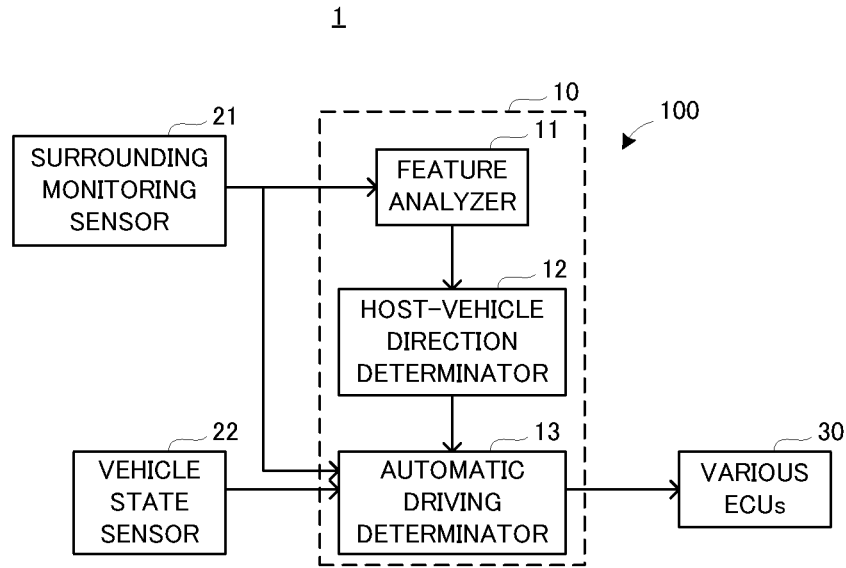 1
10
100
21
SURROUNDING
MONITORING
SENSOR
11
FEATURE
ANALYZER
12
HOST-VEHICLE
DIRECTION
DETERMINATOR
22
VEHICLE
STATE
SENSOR
13
AUTOMATIC
DRIVING
DETERMINATOR
30
VARIOUS
ECUs